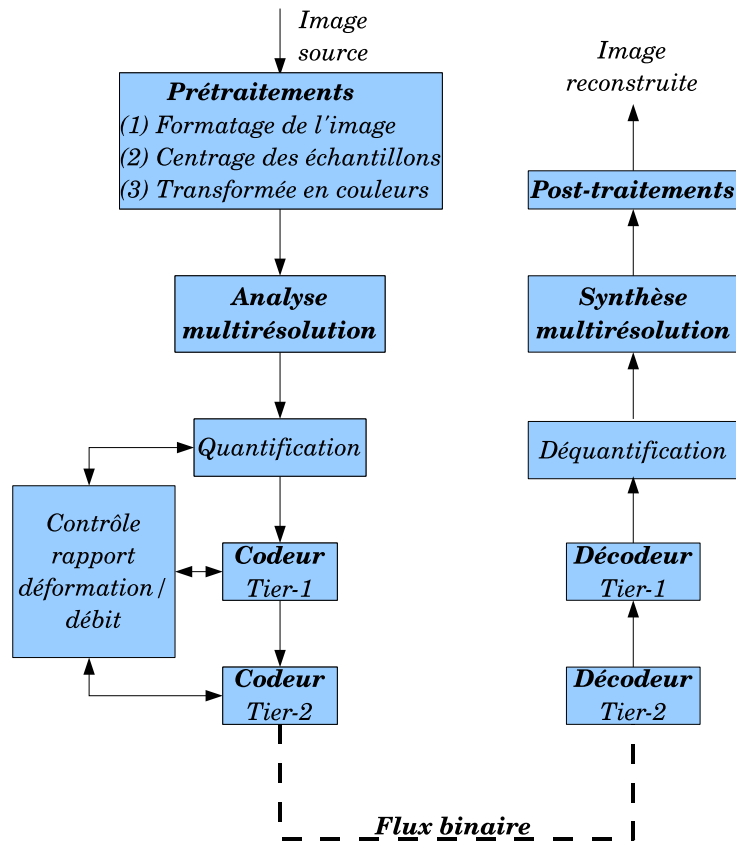 Image
source
Prétraitements
(1) Formatage de l'image
(2) Centrage des échantillons
(3) Transformée en couleurs
Analyse
multirésolution
Quantification
Contrôle
rapport
déformation/
débit
Codeur
Tier-1
Codeur
Tier-2
Flux binaire
Image
reconstruite
Post-traitements
Synthèse
multirésolution
Déquantification
Décodeur
Tier-1
Décodeur
Tier-2